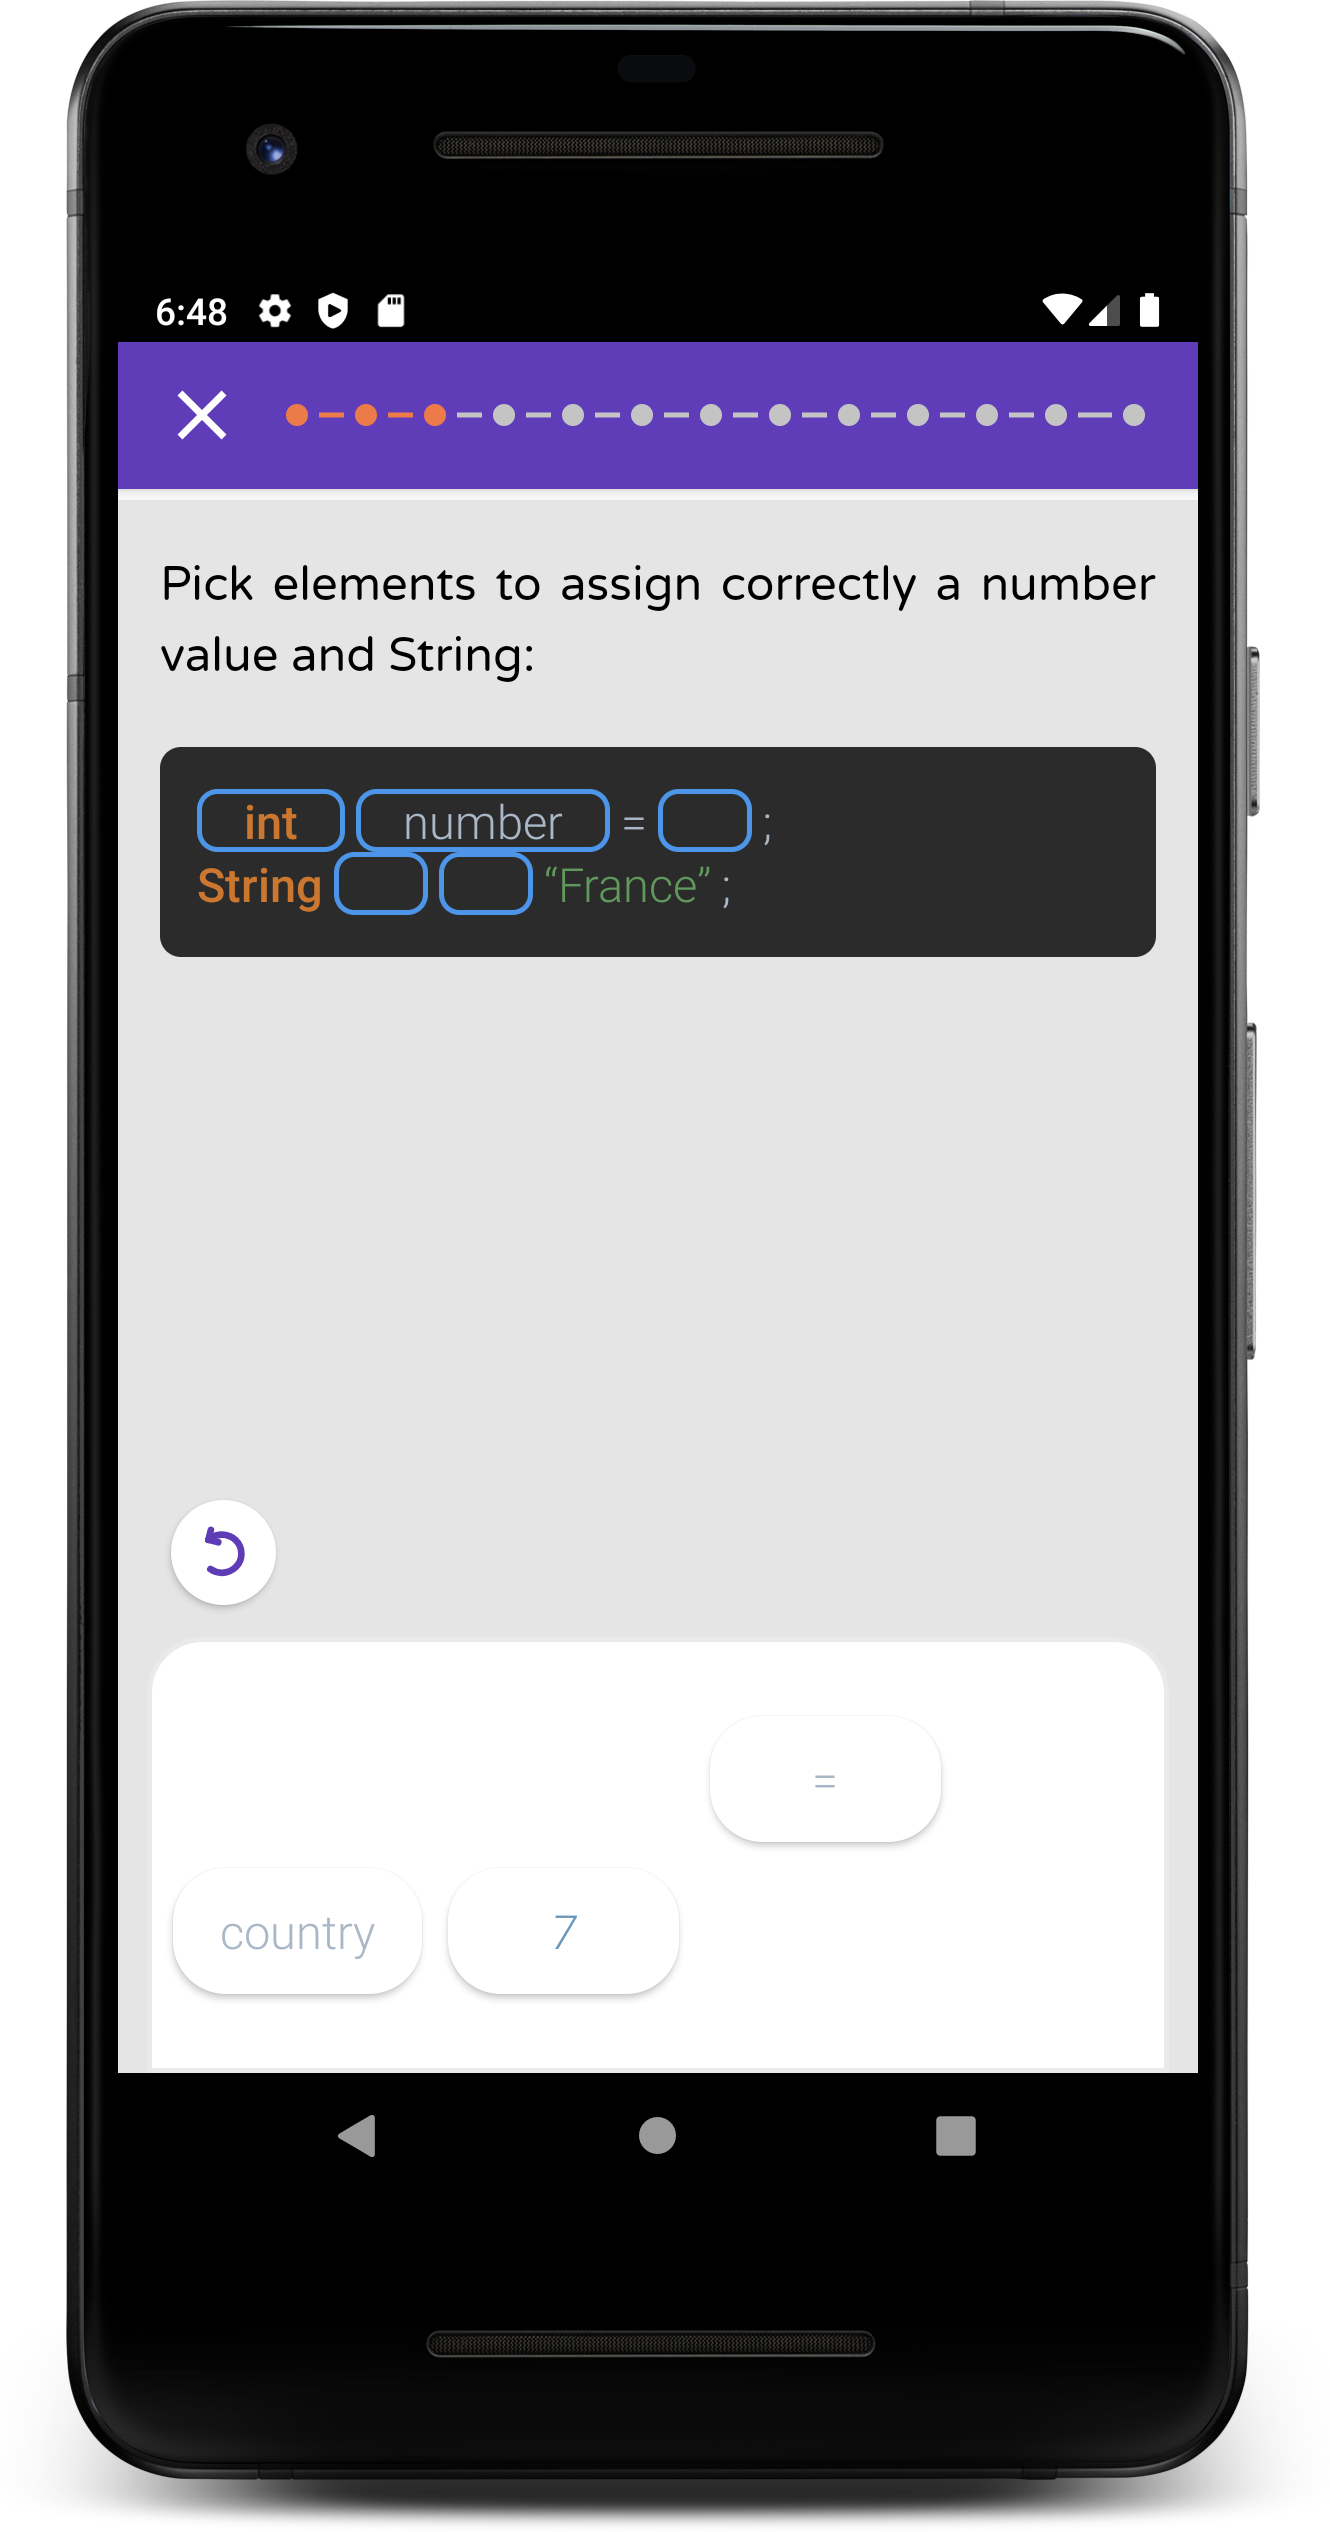 6:48
Pick elements to assign correctly a number
value and String:
int number = ;
String “France” ;
=
country 7